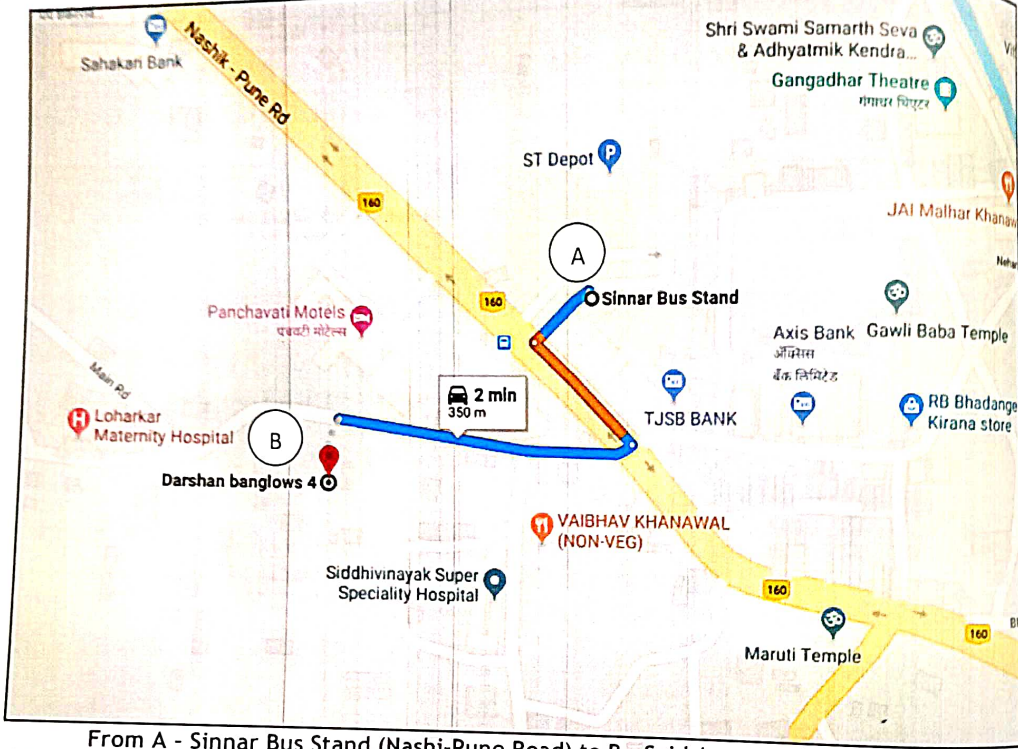 Sahakari Bank
Nashik - Pune Rd
Shri Swami Samarth Seva
& Adhyatmik Kendra...
Gangadhar Theatre
गंगाधर थिएटर
ST Depot
P
160
JAI Malhar Khanaw
A
Sinnar Bus Stand
160
Panchavati Motels
पंचवटी मोटेल्स
Gawli Baba Temple
Axis Bank
ॲक्सिस
बँक लिमिटेड
Main Rd
2 min
350 m
TJSB BANK
RB Bhadange
Kirana store
H
Loharkar
Maternity Hospital
B
Darshan banglows 4
VAIBHAV KHANAWAL
(NON-VEG)
Siddhivinayak Super
Speciality Hospital
160
160
Maruti Temple
From A - Sinnar Bus Stand (Nashi-Pune Road) to B -